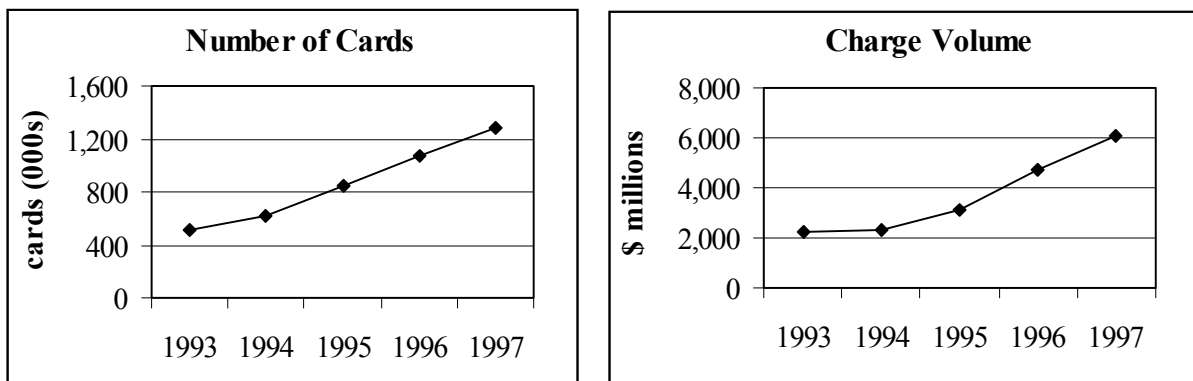 Number of Cards
cards (000s)
1,600
1,200
800
400
0
1993 1994 1995 1996 1997
Charge Volume
$ millions
8,000
6,000
4,000
2,000
0
1993 1994 1995 1996 1997